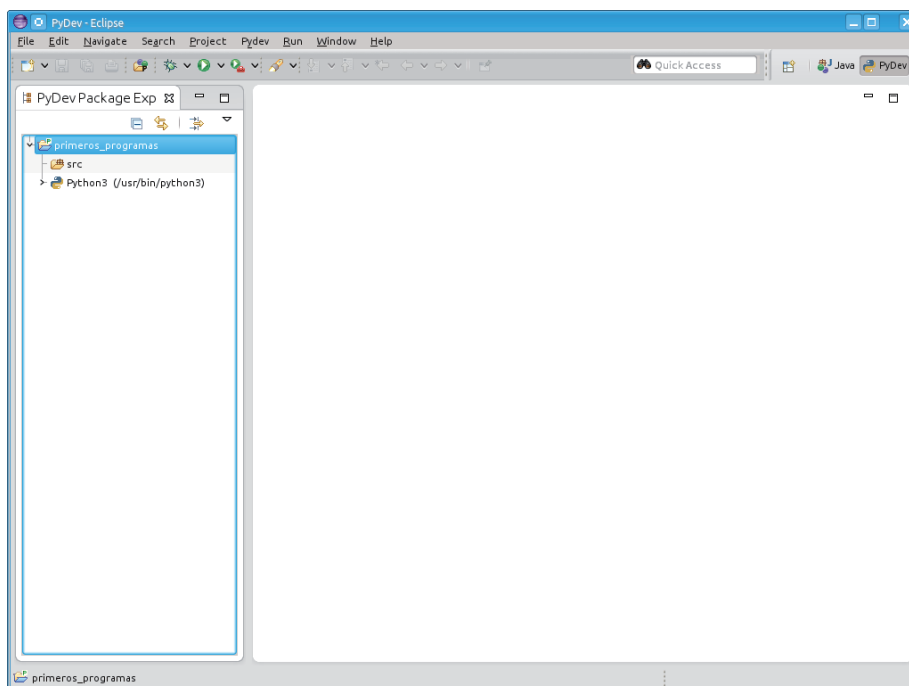 PyDev - Eclipse
File Edit Navigate Search Project Pydev Run Window Help
Quick Access Java PyDev
PyDev Package Exp
primeros_programas
src
Python3 (/usr/bin/python3)
primeros_programas